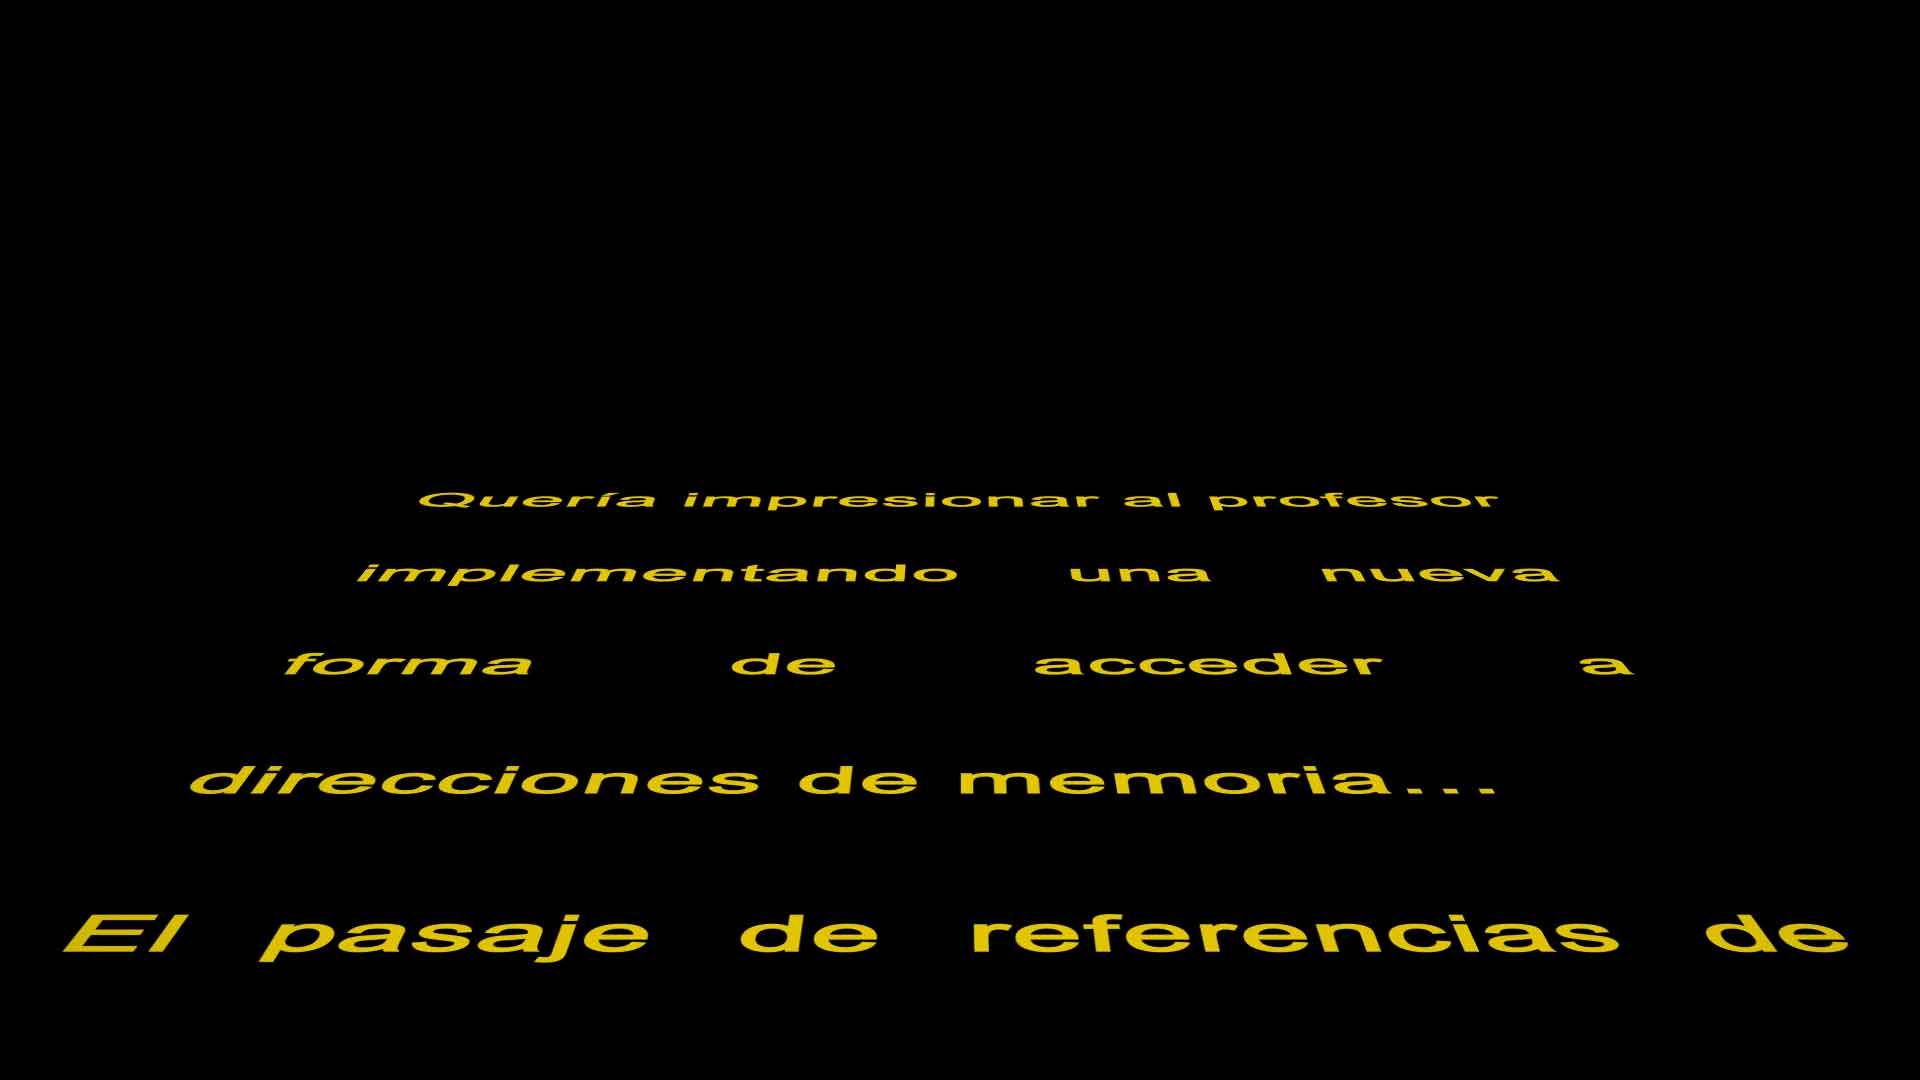 Quería impresionar al profesor
implementando una nueva
forma de acceder a
direcciones de memoria...
El pasaje de referencias de